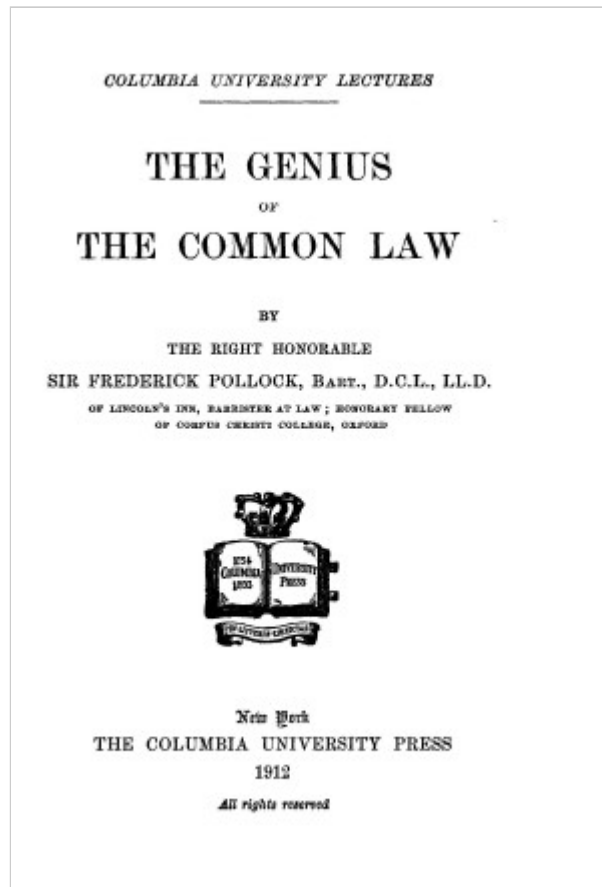 COLUMBIA UNIVERSITY LECTURES
THE GENIUS
OF
THE COMMON LAW
BY
THE RIGHT HONORABLE
SIR FREDERICK POLLOCK, BART., D.C.L., LL.D.
OF LINCOLN'S INN, BARRISTER AT LAW; HONORARY FELLOW
OF CORPUS CHRISTI COLLEGE, OXFORD
1754
COLUMBIA
1893
UNIVERSITY
PRESS
New York
THE COLUMBIA UNIVERSITY PRESS
1912
All rights reserved